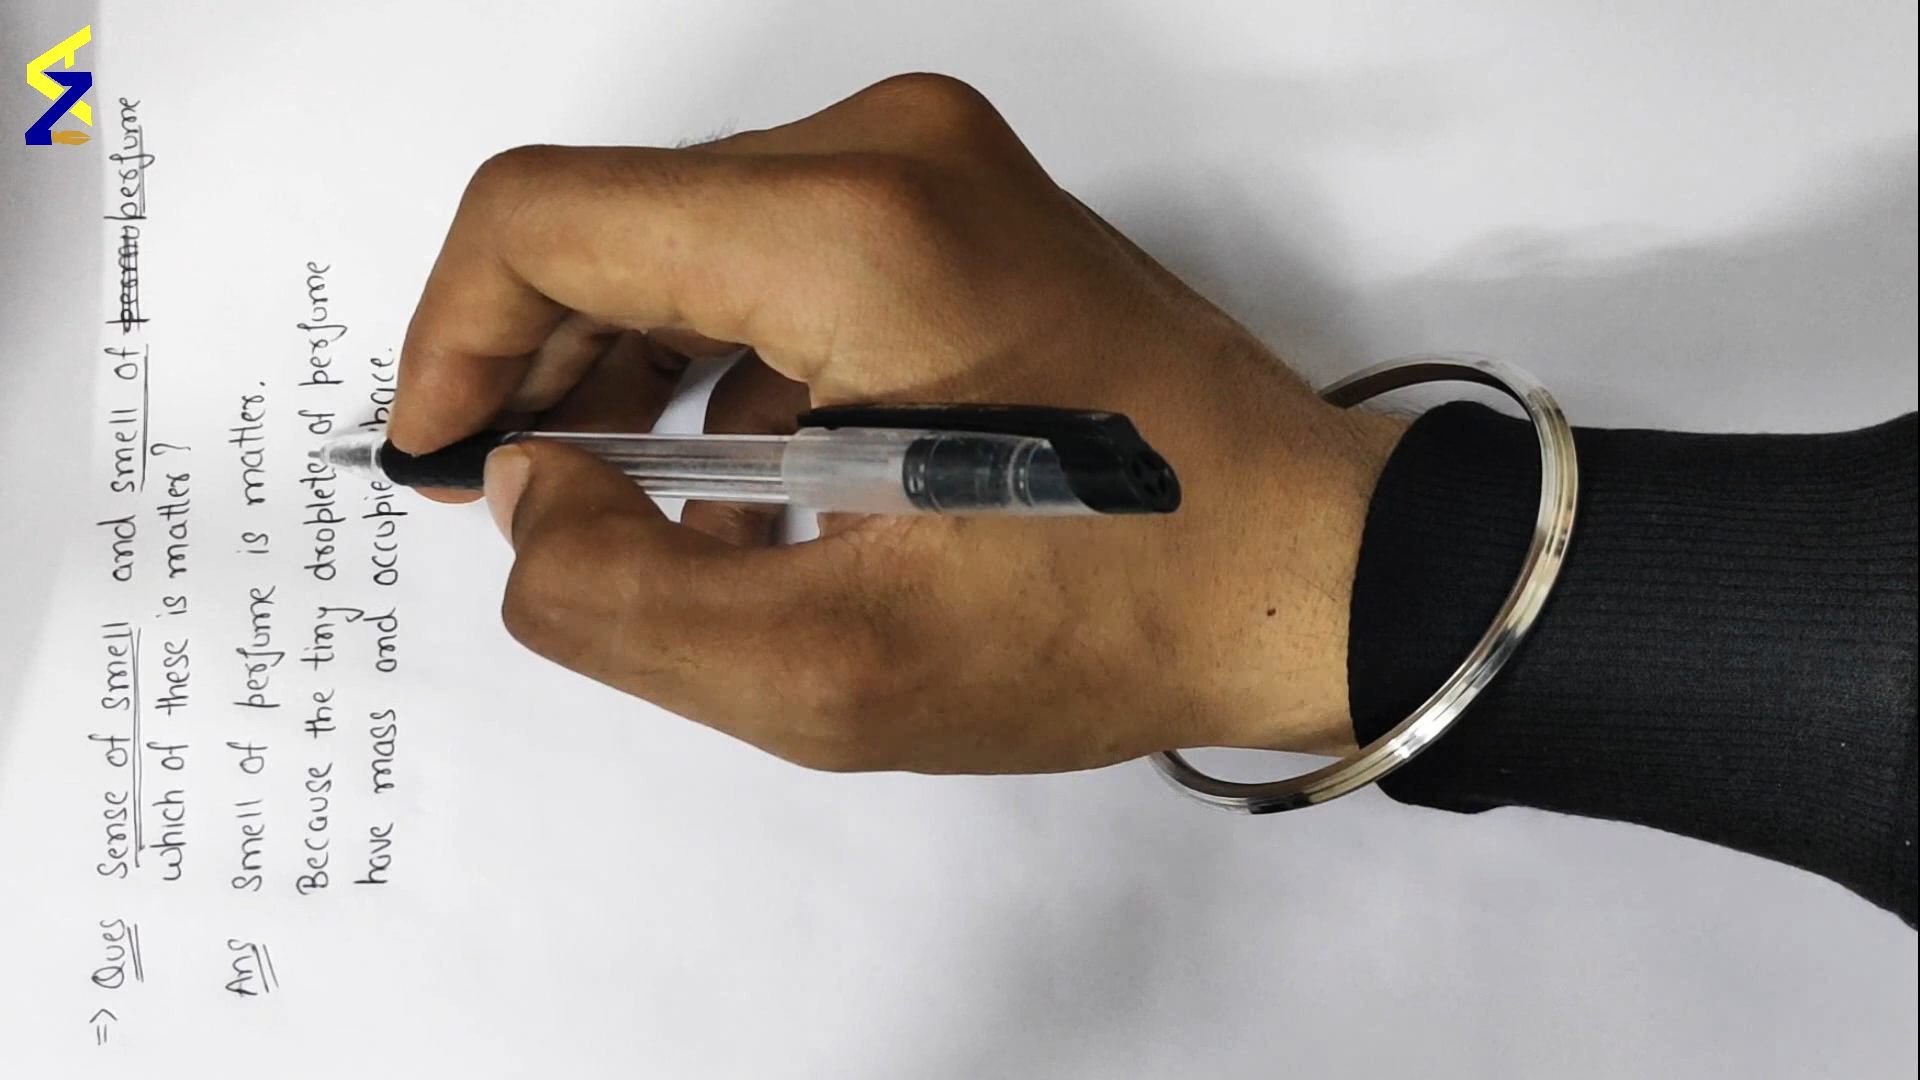 => Ques Sense of smell and smell of perfume
which of these is matter?
Ans Smell of perfume is matter.
Because the tiny droplets of perfume
have mass and occupies space.